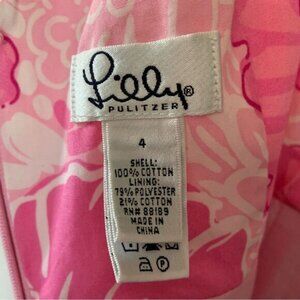 Lilly®
PULITZER
4
SHELL:
100% COTTON
LINING:
79% POLYESTER
21% COTTON
RN# 88189
MADE IN
CHINA